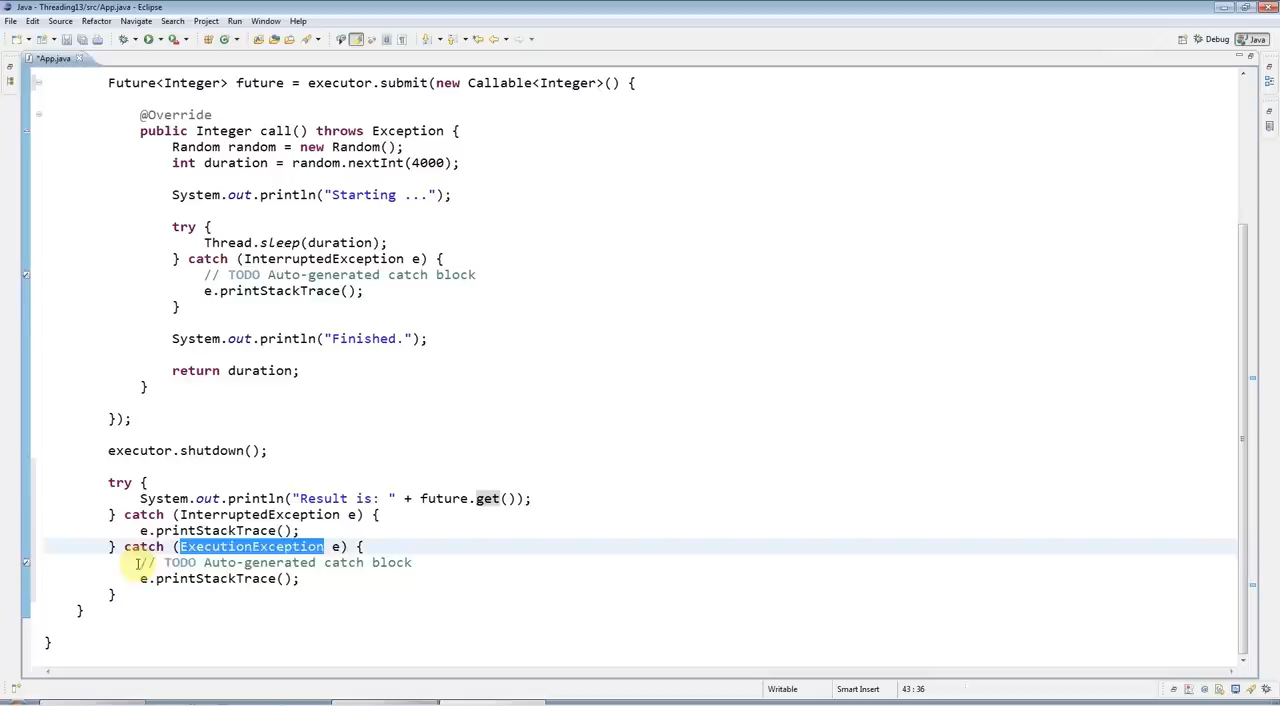 Java - Threading13/src/App.java - Eclipse
File Edit Source Refactor Navigate Search Project Run Window Help
Debug Java
*App.java
Future<Integer> future = executor.submit(new Callable<Integer>() {
@Override
public Integer call() throws Exception {
Random random = new Random();
int duration = random.nextInt(4000);
System.out.println("Starting ...");
try {
Thread.sleep(duration);
} catch (InterruptedException e) {
// TODO Auto-generated catch block
e.printStackTrace();
}
System.out.println("Finished.");
return duration;
}
});
executor.shutdown();
try {
System.out.println("Result is: " + future.get());
} catch (InterruptedException e) {
e.printStackTrace();
} catch (ExecutionException e) {
// TODO Auto-generated catch block
e.printStackTrace();
}
}
}
Writable Smart Insert 43 : 36